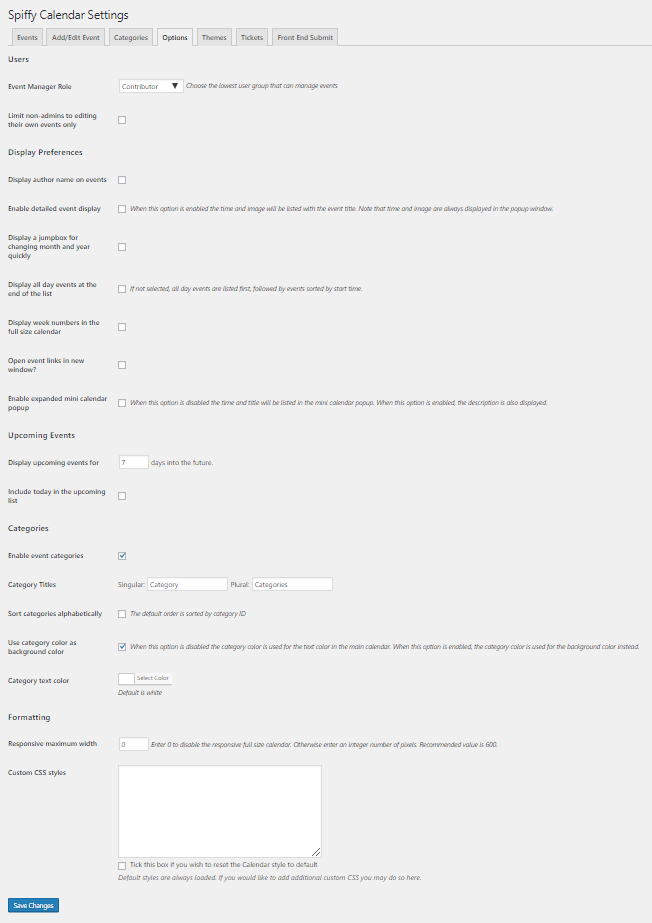 Spiffy Calendar Settings
Events Add/Edit Event Categories Options Themes Tickets Front End Submit
Users
Event Manager Role Contributor Choose the lowest user group that can manage events
Limit non-admins to editing
their own events only
Display Preferences
Display author name on events
Enable detailed event display When this option is enabled the time and image will be listed with the event title. Note that time and image are always displayed in the popup window.
Display a jumpbox for
changing month and year
quickly
Display all day events at the
end of the list
If not selected, all day events are listed first, followed by events sorted by start time.
Display week numbers in the
full size calendar
Open event links in new
window?
Enable expanded mini calendar
popup
When this option is disabled the time and title will be listed in the mini calendar popup. When this option is enabled, the description is also displayed.
Upcoming Events
Display upcoming events for 7 days into the future.
Include today in the upcoming
list
Categories
Enable event categories
Category Titles Singular: Category Plural: Categories
Sort categories alphabetically The default order is sorted by category ID
Use category color as
background color
When this option is disabled the category color is used for the text color in the main calendar. When this option is enabled, the category color is used for the background color instead.
Category text color Select Color
Default is white
Formatting
Responsive maximum width 0 Enter 0 to disable the responsive full size calendar. Otherwise enter an integer number of pixels. Recommended value is 600.
Custom CSS styles
Tick this box if you wish to reset the Calendar style to default
Default styles are always loaded. If you would like to add additional custom CSS you may do so here.
Save Changes